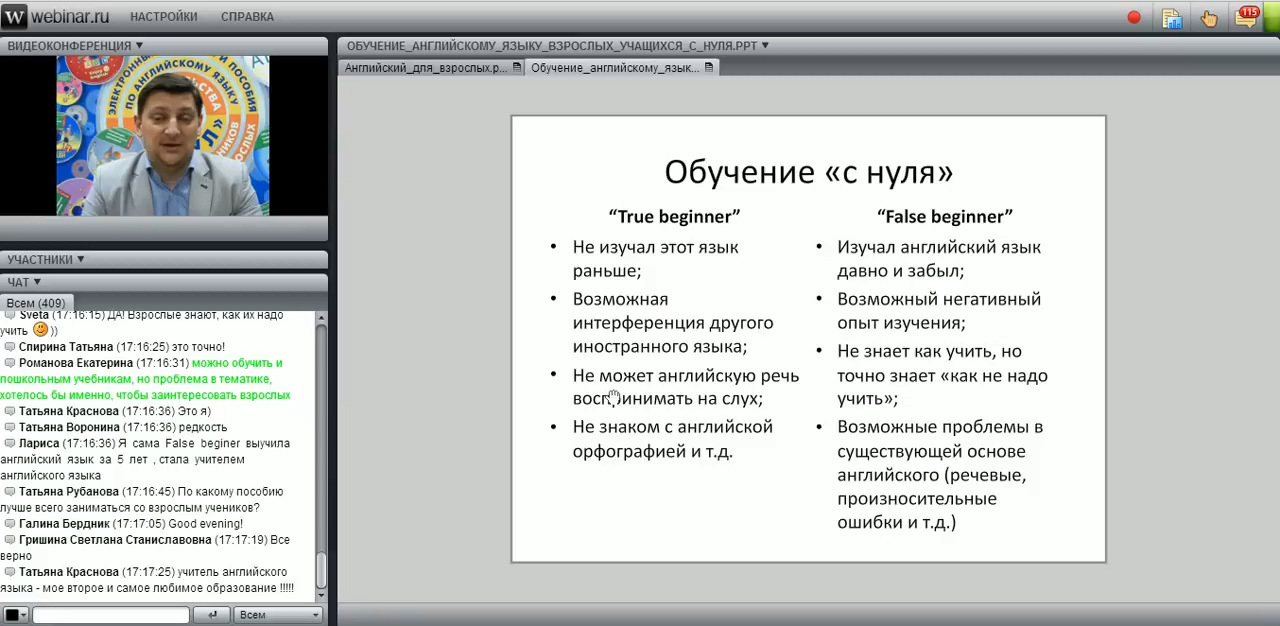 W webinar.ru НАСТРОЙКИ СПРАВКА
115
ВИДЕОКОНФЕРЕНЦИЯ
ЭЛЕКТРОННЫЕ ПОСОБИЯ
ПО АНГЛИЙСКОМУ ЯЗЫКУ
УЧАСТНИКИ
ЧАТ
Всем (409)
Sveta (17:16:15) ДА! Взрослые знают, как их надо
учить ))
Спирина Татьяна (17:16:25) это точно!
Романова Екатерина (17:16:31) можно обучить и
пошкольным учебникам, но проблема в тематике,
хотелось бы именно, чтобы заинтересовать взрослых
Татьяна Краснова (17:16:36) Это я)
Татьяна Воронина (17:16:36) редкость
Лариса (17:16:36) Я сама False beginer выучила
английский язык за 5 лет , стала учителем
английского языка
Татьяна Рубанова (17:16:45) По какому пособию
лучше всего заниматься со взрослым учеников?
Галина Бердник (17:17:05) Good evening!
Гришина Светлана Станиславовна (17:17:19) Все
верно
Татьяна Краснова (17:17:25) учитель английского
языка - мое второе и самое любимое образование !!!!!
Всем
ОБУЧЕНИЕ_АНГЛИЙСКОМУ_ЯЗЫКУ_ВЗРОСЛЫХ_УЧАЩИХСЯ_С_НУЛЯ.PPT
Английский_для_взрослых.p... Обучение_английскому_язык...
Обучение «с нуля»
“True beginner”
Не изучал этот язык
раньше;
Возможная
интерференция другого
иностранного языка;
Не может английскую речь
воспринимать на слух;
Не знаком с английской
орфографией и т.д.
“False beginner”
Изучал английский язык
давно и забыл;
Возможный негативный
опыт изучения;
Не знает как учить, но
точно знает «как не надо
учить»;
Возможные проблемы в
существующей основе
английского (речевые,
произносительные
ошибки и т.д.)